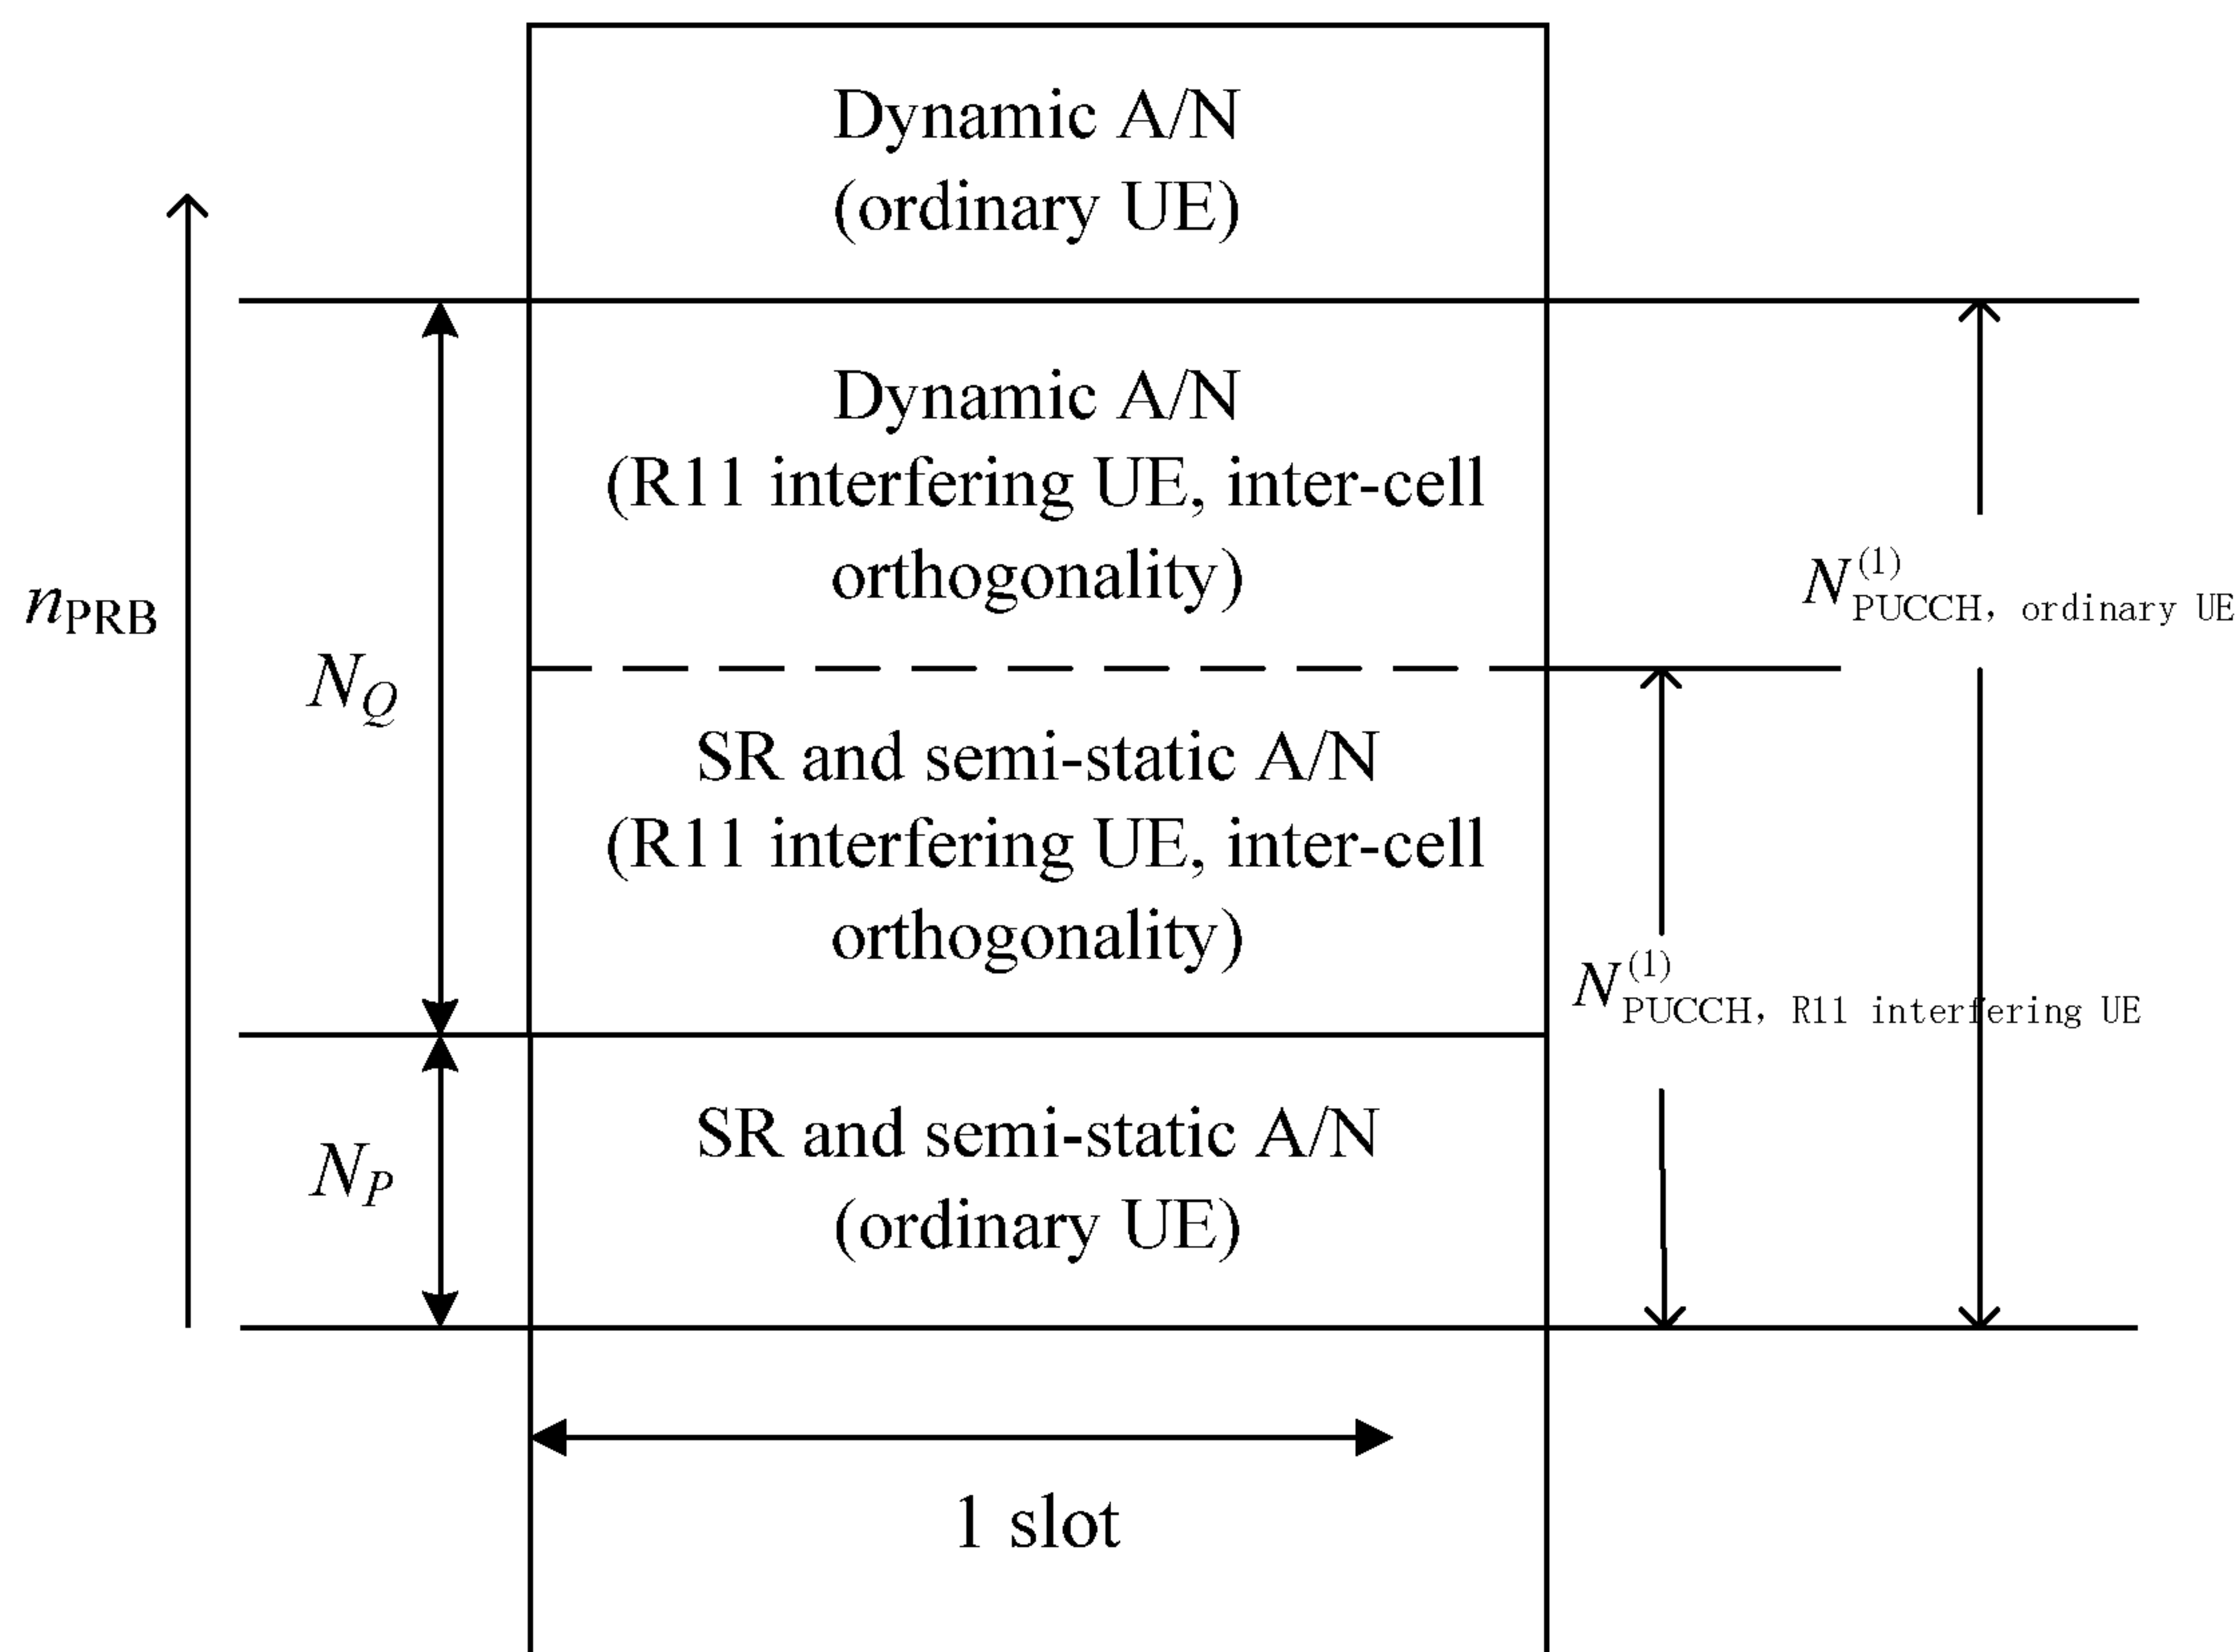 Dynamic A/N
(ordinary UE)
Dynamic A/N
(R11 interfering UE, inter-cell
orthogonality)
n_PRB
N^(1)_PUCCH, ordinary UE
N_Q
SR and semi-static A/N
(R11 interfering UE, inter-cell
orthogonality)
N^(1)_PUCCH, R11 interfering UE
N_P
SR and semi-static A/N
(ordinary UE)
1 slot